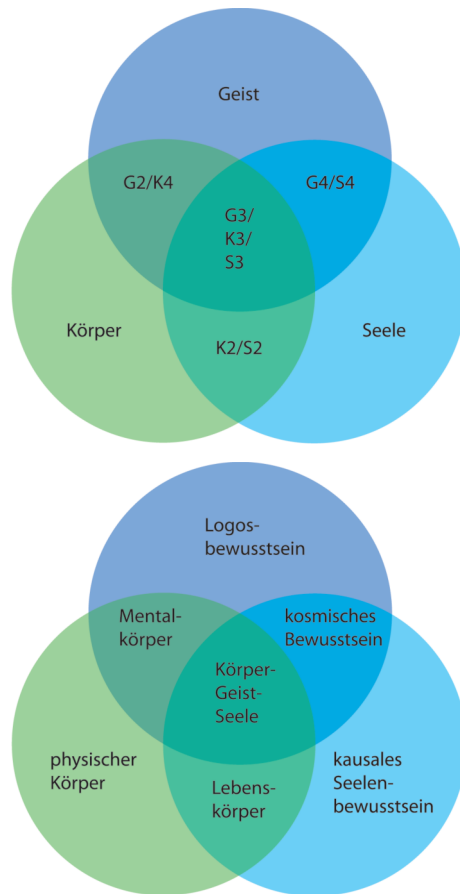 Geist
G2/K4
G4/S4
G3/
K3/
S3
Körper
Seele
K2/S2
Logos-
bewusstsein
Mental-
körper
kosmisches
Bewusstsein
Körper-
Geist-
Seele
physischer
Körper
Lebens-
körper
kausales
Seelen-
bewusstsein